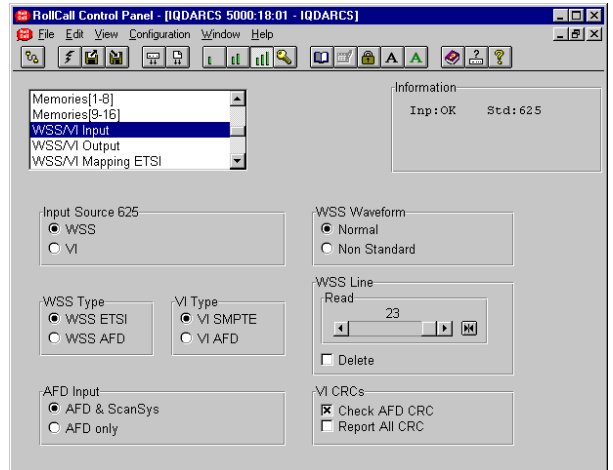 RollCall Control Panel - [IQDARCS 5000:18:01 - IQDARCS]
File Edit View Configuration Window Help
A A
Memories[1-8]
Memories[9-16]
WSS/VI Input
WSS/VI Output
WSS/VI Mapping ETSI
Information
Inp:OK Std:625
Input Source 625
WSS
VI
WSS Waveform
Normal
Non Standard
WSS Type
WSS ETSI
WSS AFD
VI Type
VI SMPTE
VI AFD
WSS Line
Read
23
Delete
AFD Input
AFD & ScanSys
AFD only
VI CRCs
Check AFD CRC
Report All CRC